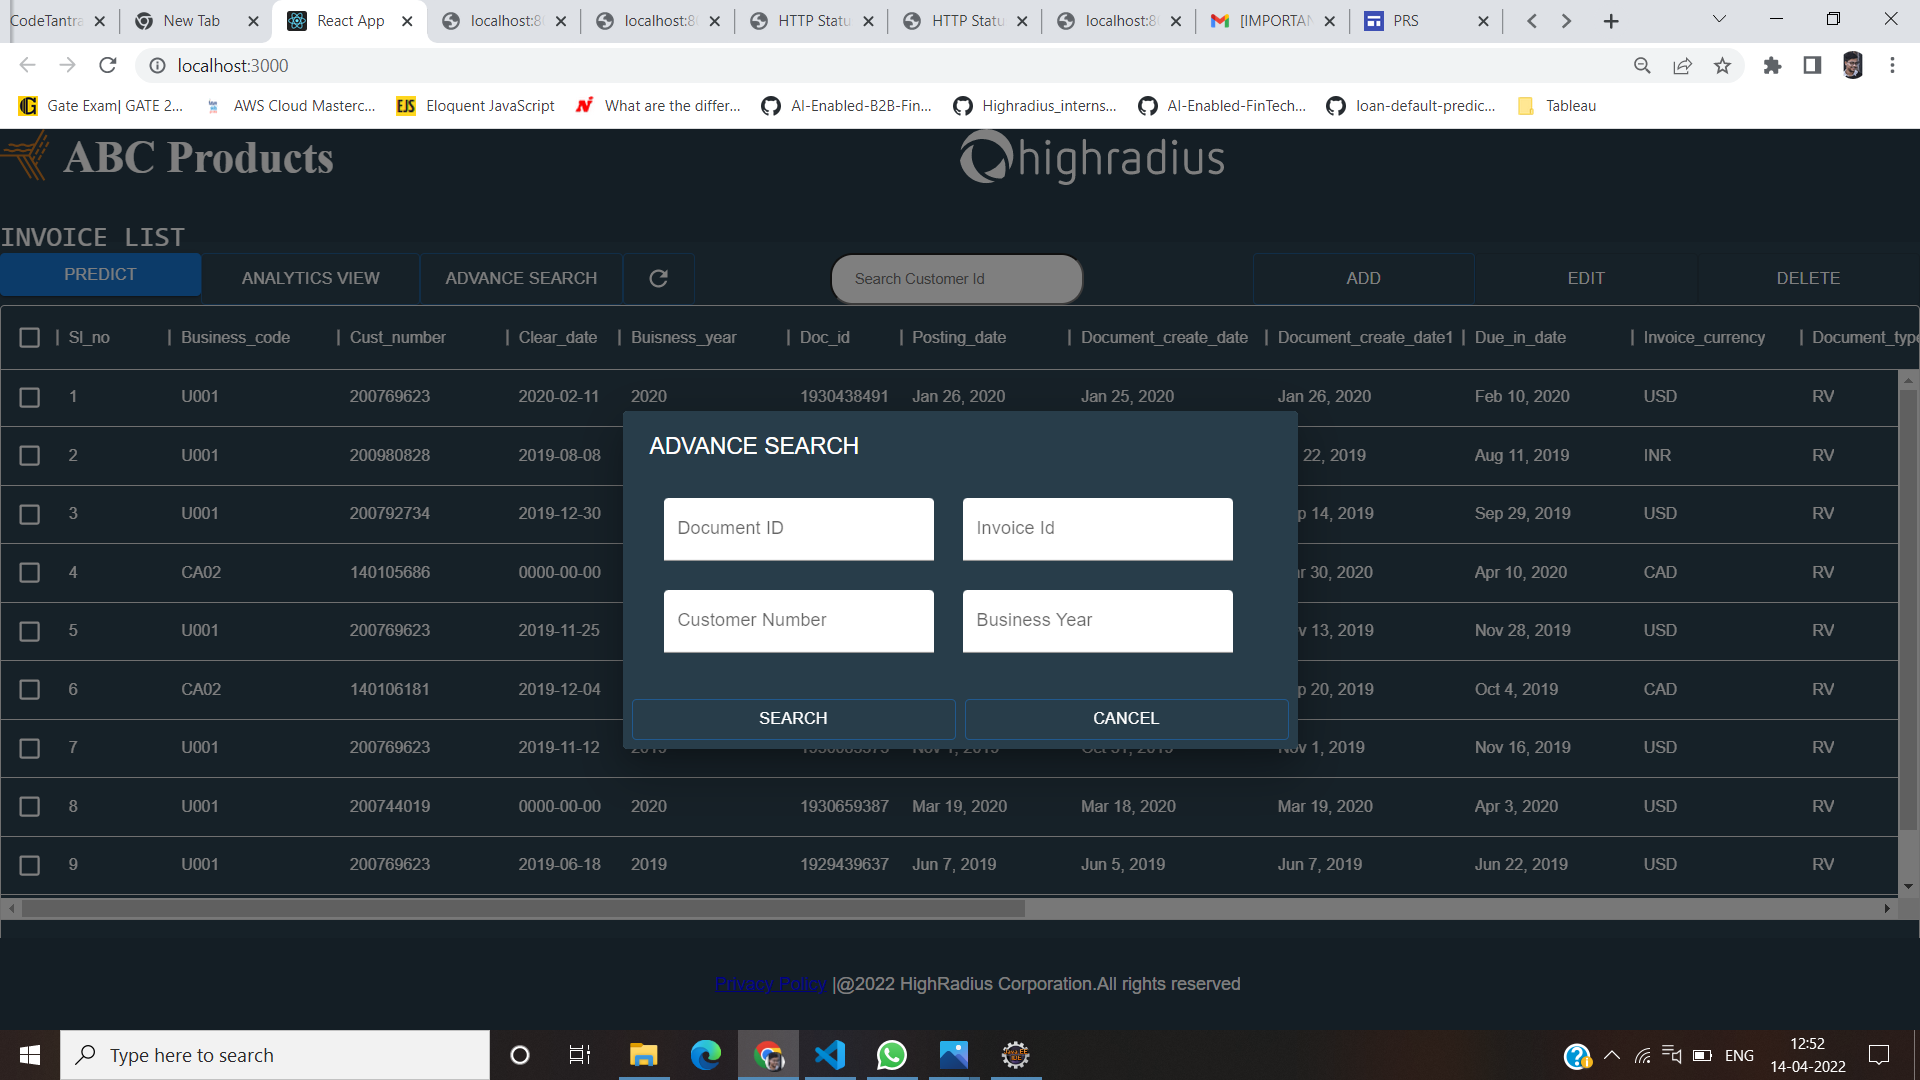 CodeTantra New Tab React App localhost:8 localhost:8 HTTP Statu HTTP Statu localhost:8 [IMPORTAN PRS
localhost:3000
Gate Exam| GATE 2... AWS Cloud Masterc... EJS Eloquent JavaScript What are the differ... AI-Enabled-B2B-Fin... Highradius_interns... AI-Enabled-FinTech... loan-default-predic... Tableau
ABC Products highradius
INVOICE LIST
PREDICT ANALYTICS VIEW ADVANCE SEARCH Search Customer Id ADD EDIT DELETE
Sl_no Business_code Cust_number Clear_date Buisness_year Doc_id Posting_date Document_create_date Document_create_date1 Due_in_date Invoice_currency Document_type
1 U001 200769623 2020-02-11 2020 1930438491 Jan 26, 2020 Jan 25, 2020 Jan 26, 2020 Feb 10, 2020 USD RV
2 U001 200980828 2019-08-08 22, 2019 Aug 11, 2019 INR RV
3 U001 200792734 2019-12-30 p 14, 2019 Sep 29, 2019 USD RV
4 CA02 140105686 0000-00-00 r 30, 2020 Apr 10, 2020 CAD RV
5 U001 200769623 2019-11-25 v 13, 2019 Nov 28, 2019 USD RV
6 CA02 140106181 2019-12-04 p 20, 2019 Oct 4, 2019 CAD RV
7 U001 200769623 2019-11-12 Nov 1, 2019 Nov 16, 2019 USD RV
8 U001 200744019 0000-00-00 2020 1930659387 Mar 19, 2020 Mar 18, 2020 Mar 19, 2020 Apr 3, 2020 USD RV
9 U001 200769623 2019-06-18 2019 1929439637 Jun 7, 2019 Jun 5, 2019 Jun 7, 2019 Jun 22, 2019 USD RV
ADVANCE SEARCH
Document ID Invoice Id
Customer Number Business Year
SEARCH CANCEL
Privacy Policy |@2022 HighRadius Corporation.All rights reserved
Type here to search ENG 12:52
14-04-2022